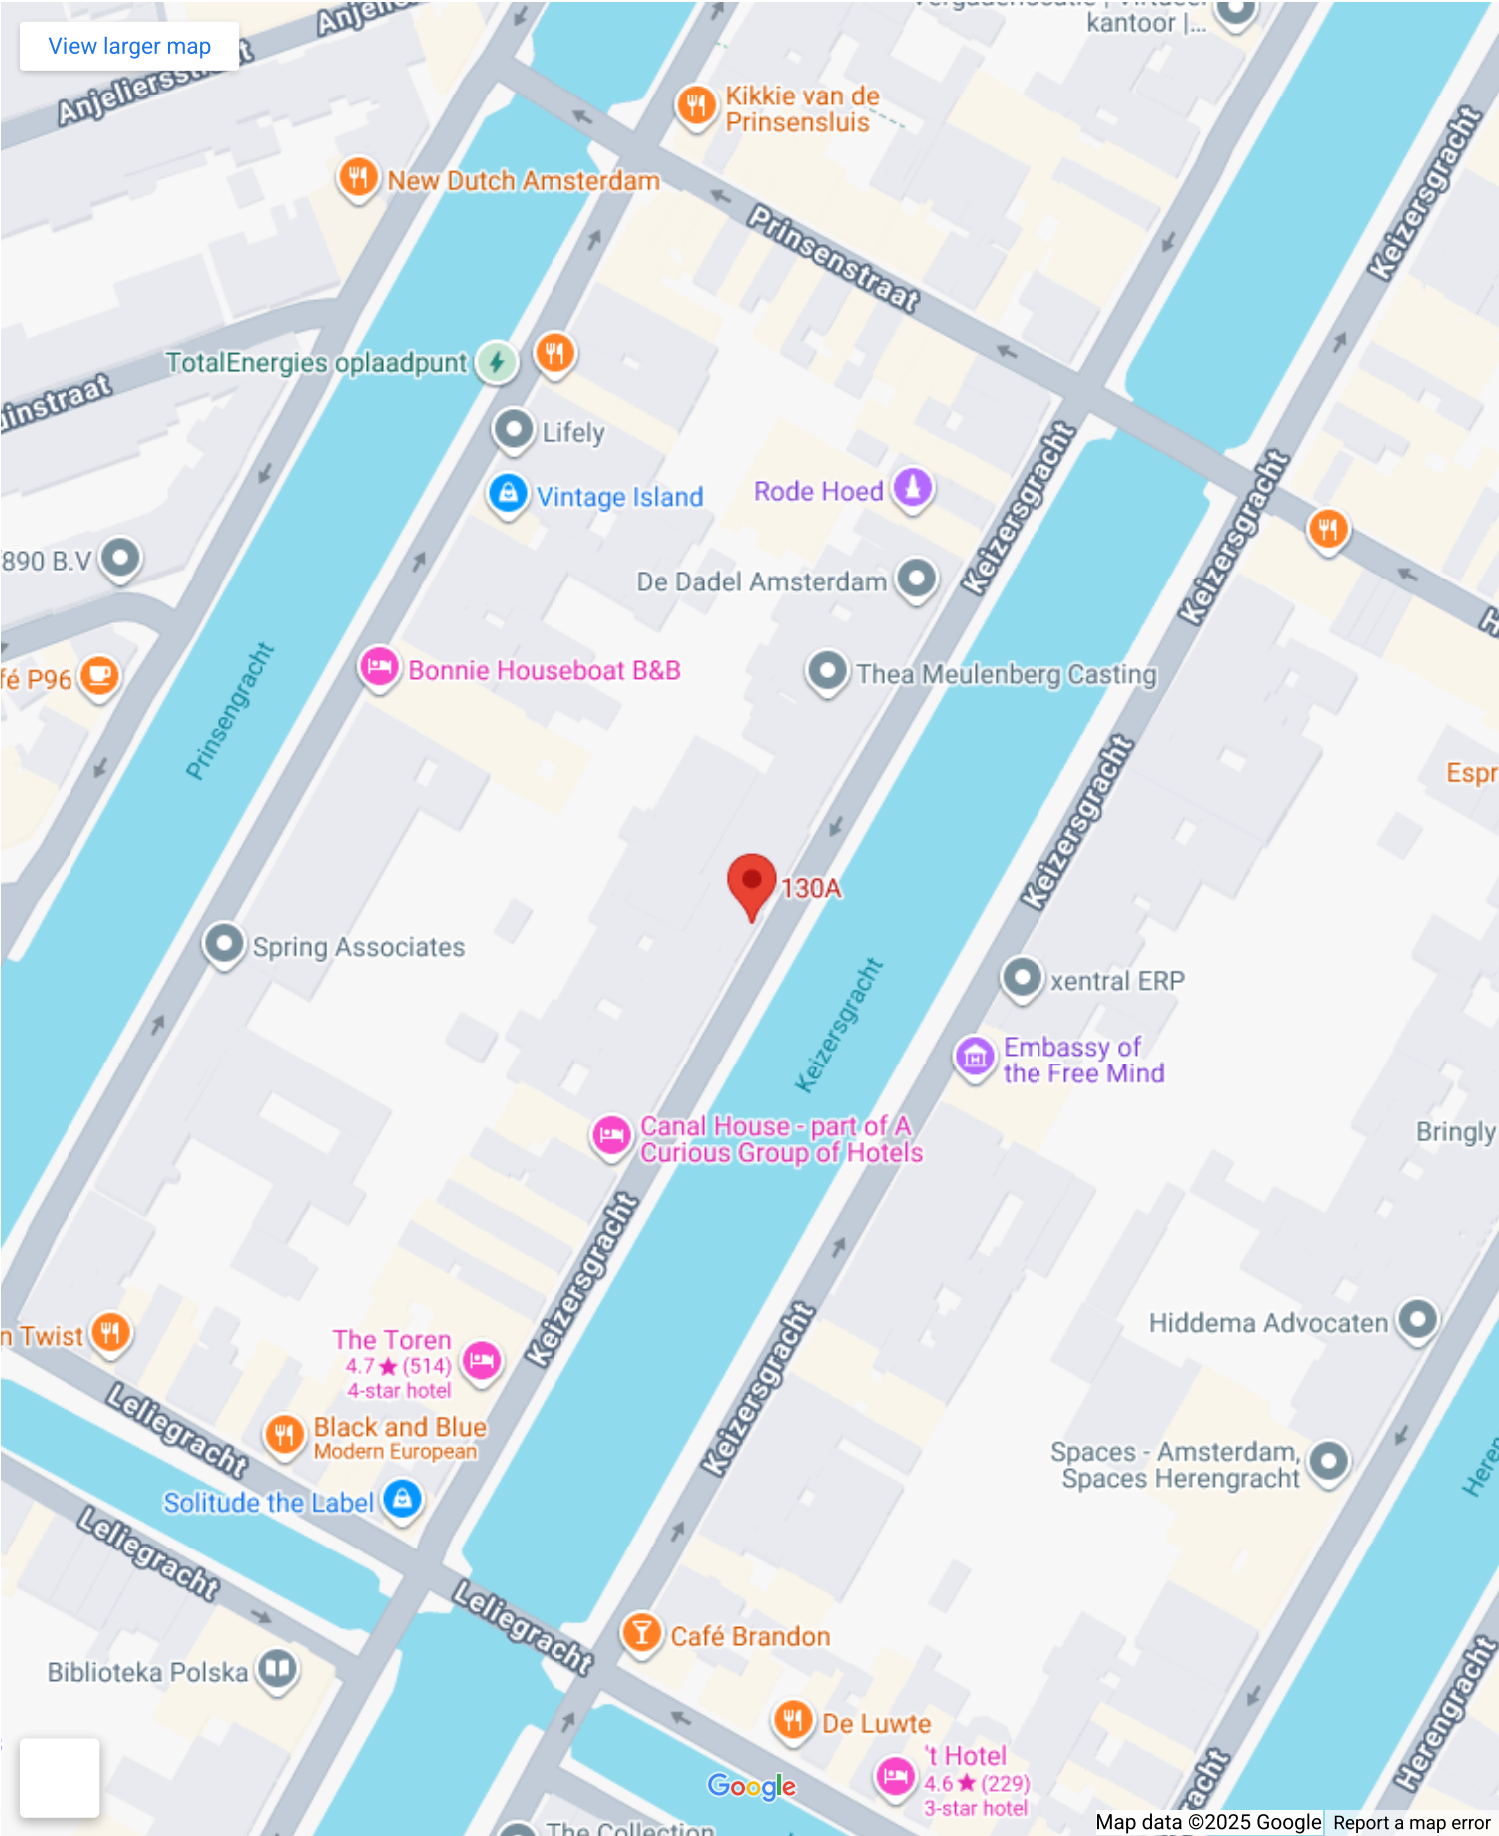 kantoor |...
View larger map
Anjeliersstraat
Kikkie van de
Prinsensluis
New Dutch Amsterdam
Keizersgracht
Prinsenstraat
TotalEnergies oplaadpunt
Lifely
Vintage Island
Rode Hoed
Keizersgracht
Keizersgracht
890 B.V
De Dadel Amsterdam
Bonnie Houseboat B&B
Thea Meulenberg Casting
fé P96
Prinsengracht
Espr
Keizersgracht
130A
Spring Associates
Keizersgracht
xentral ERP
Embassy of
the Free Mind
Canal House - part of A
Curious Group of Hotels
Bringly
Keizersgracht
Hiddema Advocaten
n Twist
The Toren
4.7★(514)
4-star hotel
Keizersgracht
Leliegracht
Black and Blue
Modern European
Spaces - Amsterdam,
Spaces Herengracht
Heren
Solitude the Label
Leliegracht
Leliegracht
Café Brandon
Biblioteka Polska
Herengracht
De Luwte
't Hotel
4.6★(229)
3-star hotel
Google
racht
Map data ©2025 Google
Report a map error
The Collection